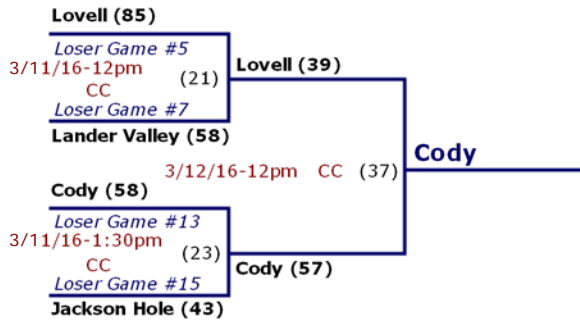 Lovell (85)
Loser Game #5
3/11/16-12pm
CC
(21)
Loser Game #7
Lander Valley (58)
Lovell (39)
3/12/16-12pm CC (37)
Cody
Cody (58)
Loser Game #13
3/11/16-1:30pm
CC
(23)
Loser Game #15
Jackson Hole (43)
Cody (57)